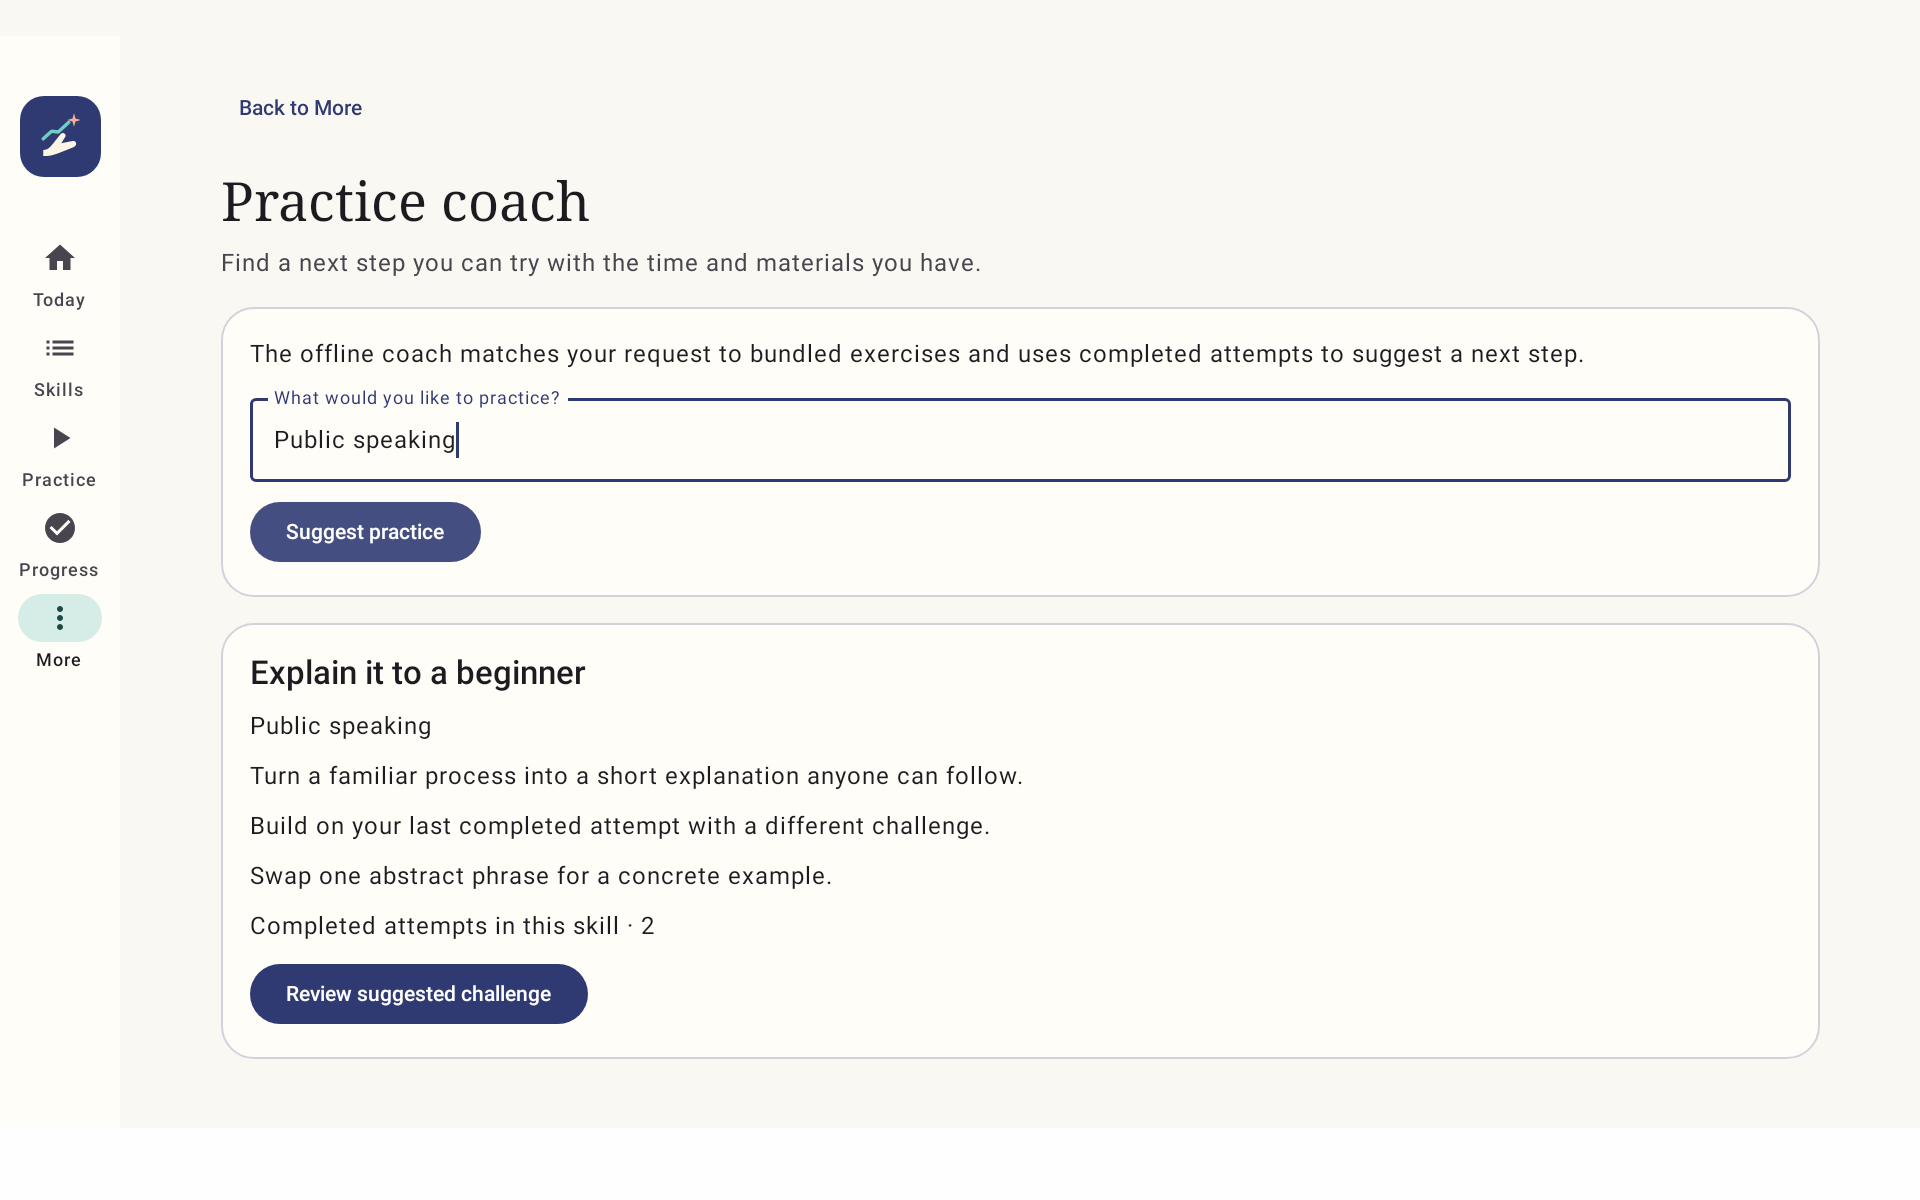 Back to More
Practice coach
Find a next step you can try with the time and materials you have.
Today
Skills
Practice
Progress
More
The offline coach matches your request to bundled exercises and uses completed attempts to suggest a next step.
What would you like to practice?
Public speaking
Suggest practice
Explain it to a beginner
Public speaking
Turn a familiar process into a short explanation anyone can follow.
Build on your last completed attempt with a different challenge.
Swap one abstract phrase for a concrete example.
Completed attempts in this skill · 2
Review suggested challenge